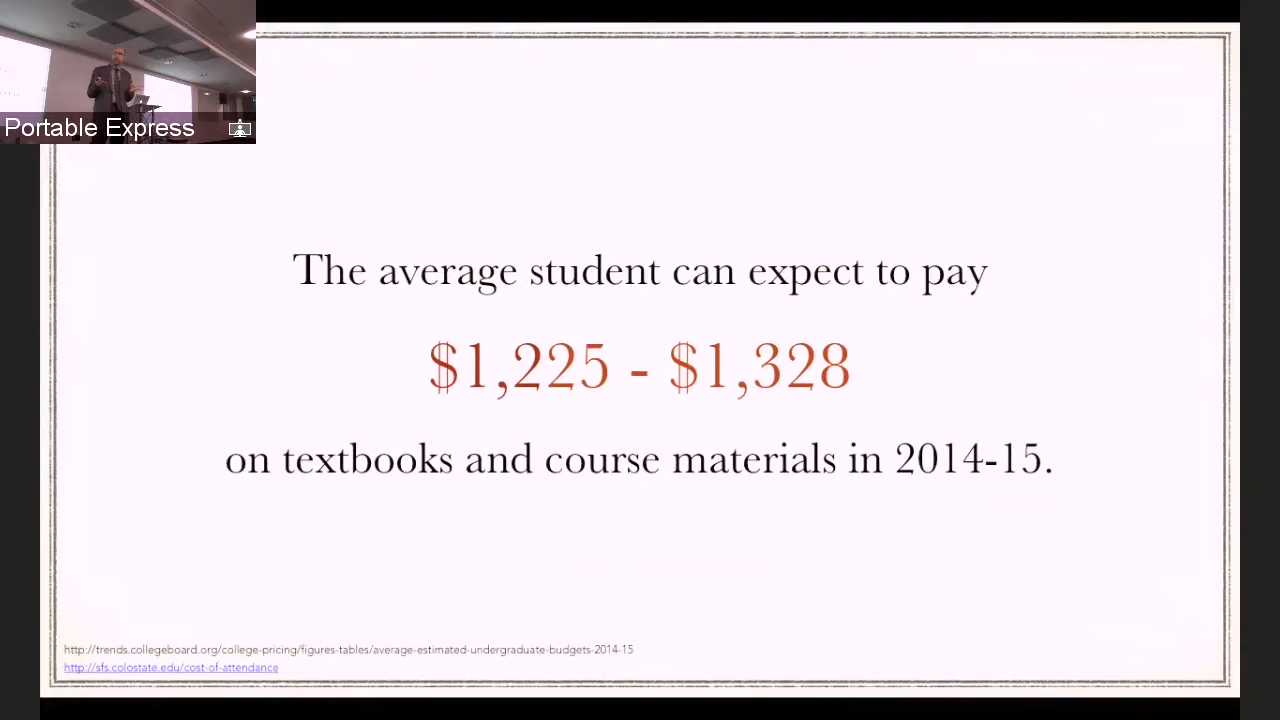 Portable Express
The average student can expect to pay
$1,225 - $1,328
on textbooks and course materials in 2014-15.
http://trends.collegeboard.org/college-pricing/figures-tables/average-estimated-undergraduate-budgets-2014-15
http://sfs.colostate.edu/cost-of-attendance